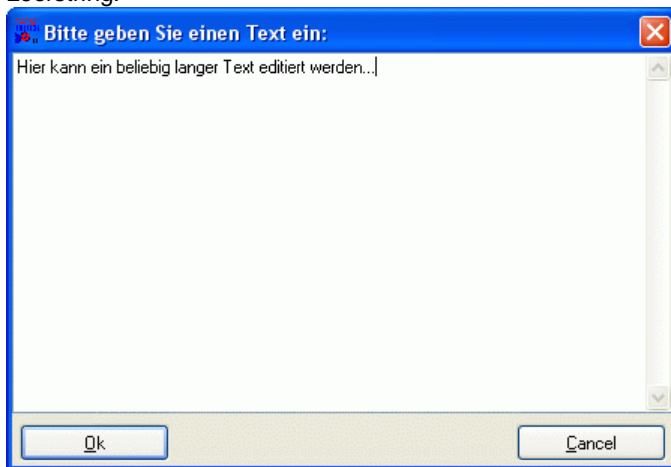 Bitte geben Sie einen Text ein:
Hier kann ein beliebig langer Text editiert werden...
Ok
Cancel